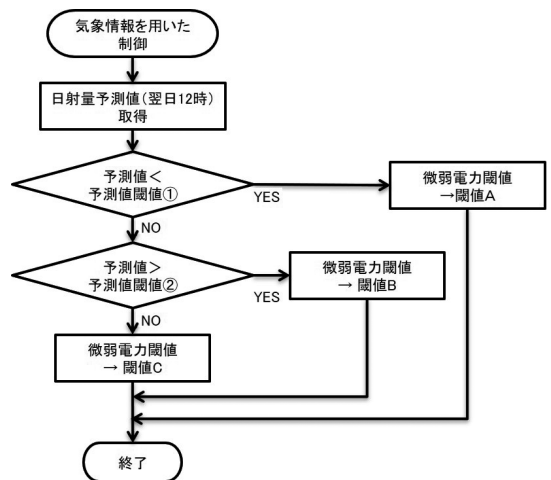 気象情報を用いた
制御
日射量予測値(翌日12時)
取得
予測値<
予測値閾値①
YES
微弱電力閾値
→閾値A
NO
予測値>
予測値閾値②
YES
微弱電力閾値
→ 閾値B
NO
微弱電力閾値
→ 閾値C
終了